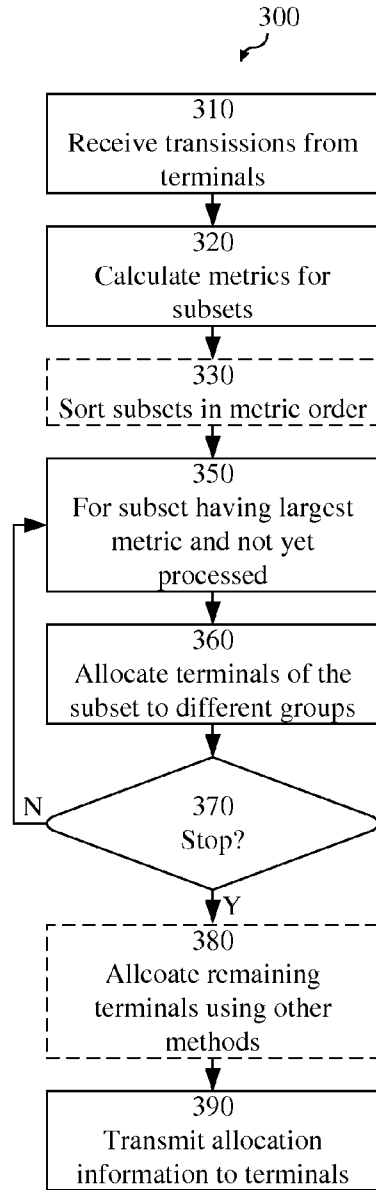 300
310
Receive transissions from
terminals
320
Calculate metrics for
subsets
330
Sort subsets in metric order
350
For subset having largest
metric and not yet
processed
360
Allocate terminals of the
subset to different groups
N
370
Stop?
Y
380
Allcoate remaining
terminals using other
methods
390
Transmit allocation
information to terminals